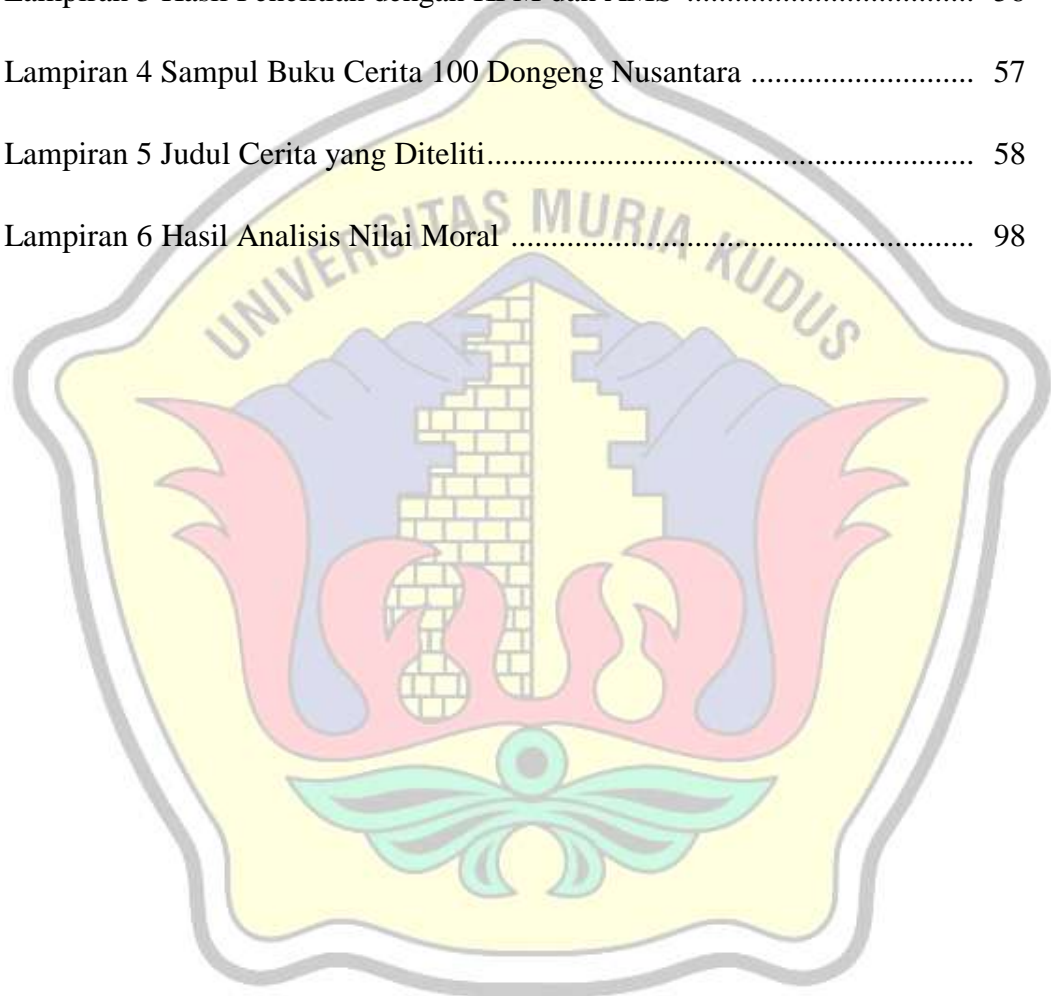 Lampiran 4 Sampul Buku Cerita 100 Dongeng Nusantara ............................ 57
Lampiran 5 Judul Cerita yang Diteliti............................................................ 58
Lampiran 6 Hasil Analisis Nilai Moral ......................................................... 98
UNIVERSITAS MURIA KUDUS